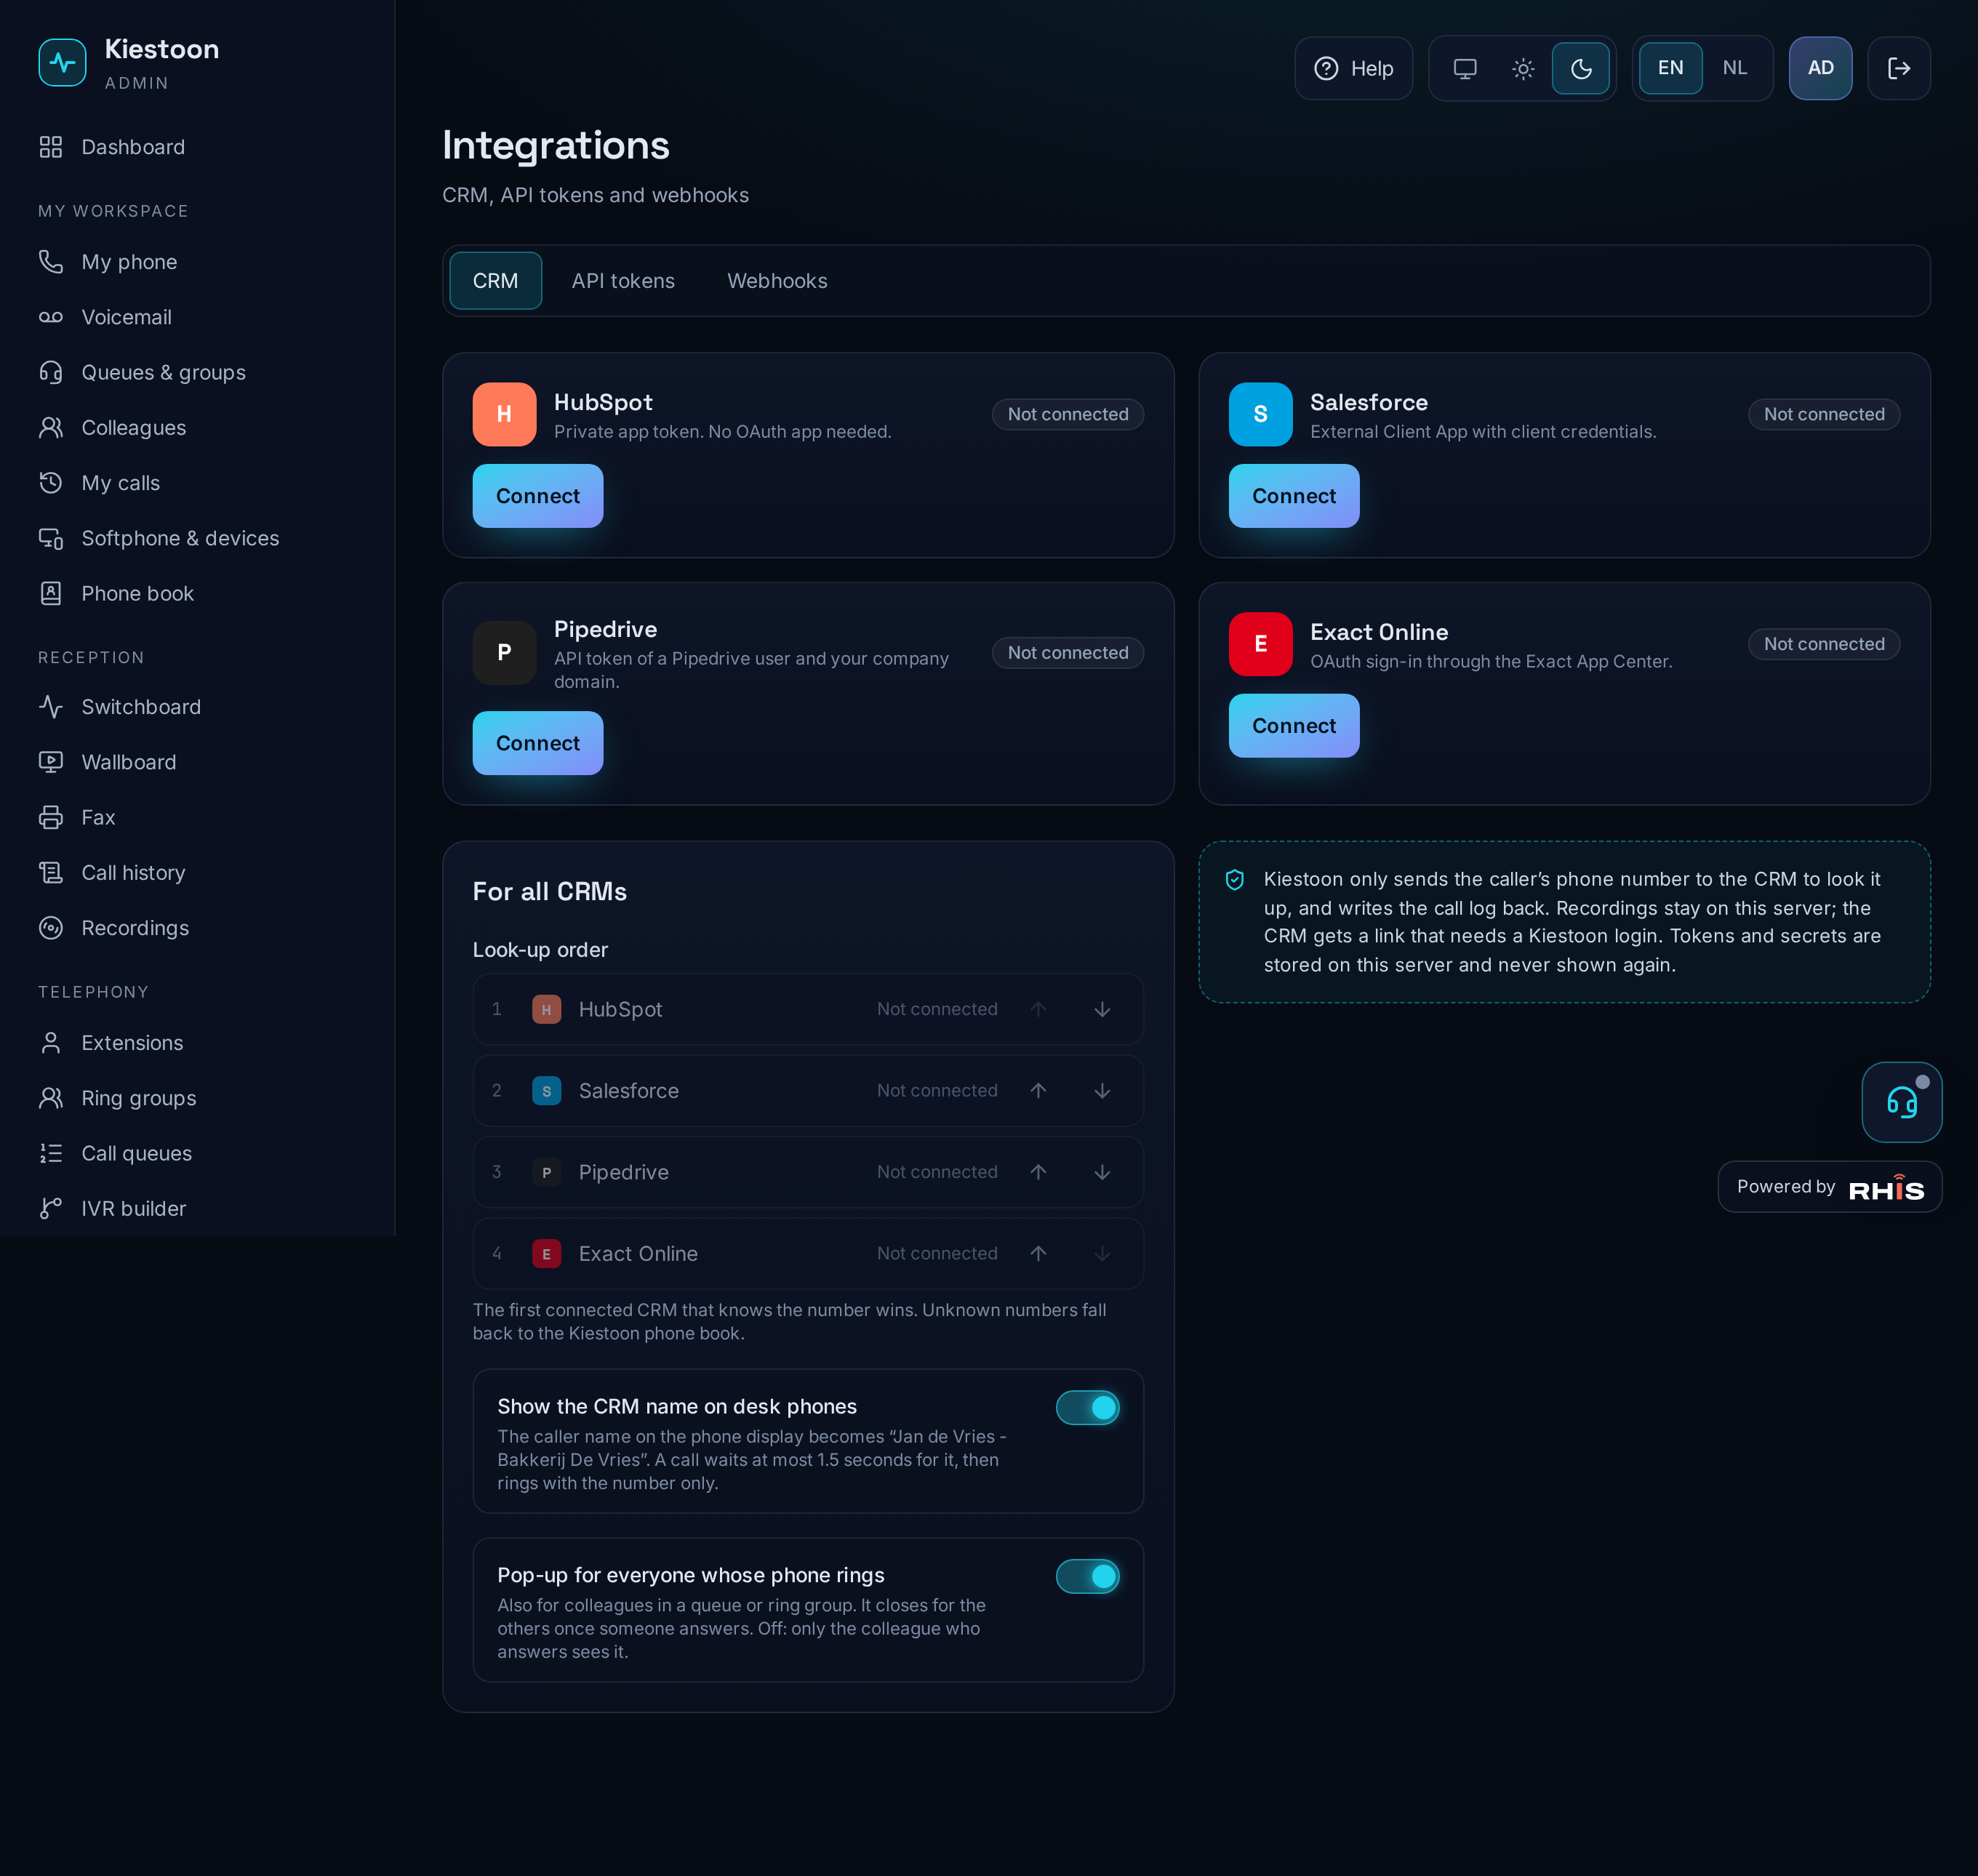 Kiestoon
ADMIN
Dashboard
MY WORKSPACE
My phone
Voicemail
Queues & groups
Colleagues
My calls
Softphone & devices
Phone book
RECEPTION
Switchboard
Wallboard
Fax
Call history
Recordings
TELEPHONY
Extensions
Ring groups
Call queues
IVR builder
Help
EN NL
AD
Integrations
CRM, API tokens and webhooks
CRM API tokens Webhooks
H
HubSpot
Private app token. No OAuth app needed.
Not connected
Connect
S
Salesforce
External Client App with client credentials.
Not connected
Connect
P
Pipedrive
API token of a Pipedrive user and your company
domain.
Not connected
Connect
E
Exact Online
OAuth sign-in through the Exact App Center.
Not connected
Connect
For all CRMs
Look-up order
1 H HubSpot Not connected
2 S Salesforce Not connected
3 P Pipedrive Not connected
4 E Exact Online Not connected
The first connected CRM that knows the number wins. Unknown numbers fall
back to the Kiestoon phone book.
Show the CRM name on desk phones
The caller name on the phone display becomes “Jan de Vries -
Bakkerij De Vries”. A call waits at most 1.5 seconds for it, then
rings with the number only.
Pop-up for everyone whose phone rings
Also for colleagues in a queue or ring group. It closes for the
others once someone answers. Off: only the colleague who
answers sees it.
Kiestoon only sends the caller’s phone number to the CRM to look it
up, and writes the call log back. Recordings stay on this server; the
CRM gets a link that needs a Kiestoon login. Tokens and secrets are
stored on this server and never shown again.
Powered by RHiS